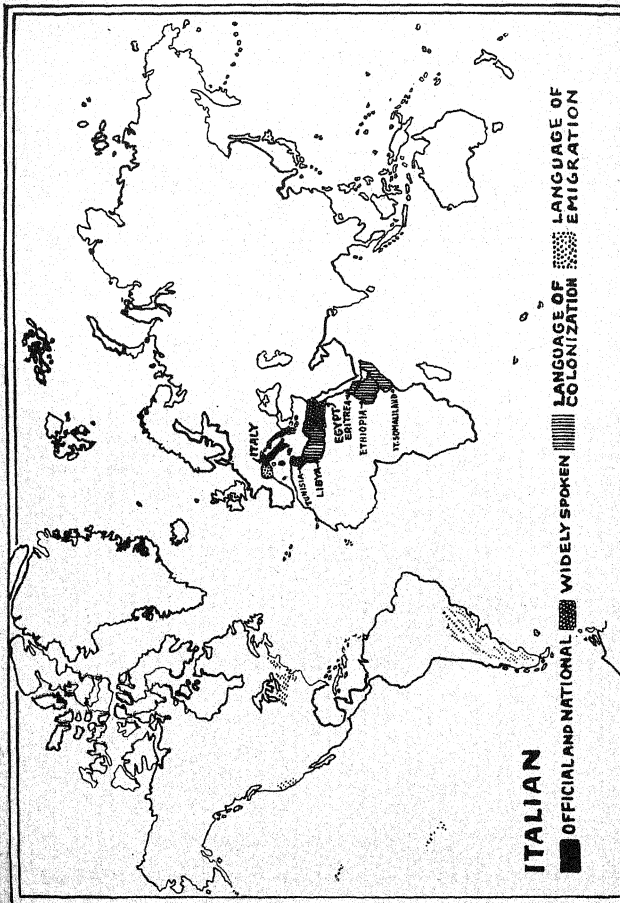 ITALY
TUNISIA
LIBYA
EGYPT
ERITREA
ETHIOPIA
IT. SOMALILAND
ITALIAN
OFFICIAL AND NATIONAL
WIDELY SPOKEN
LANGUAGE OF
COLONIZATION
LANGUAGE OF
EMIGRATION